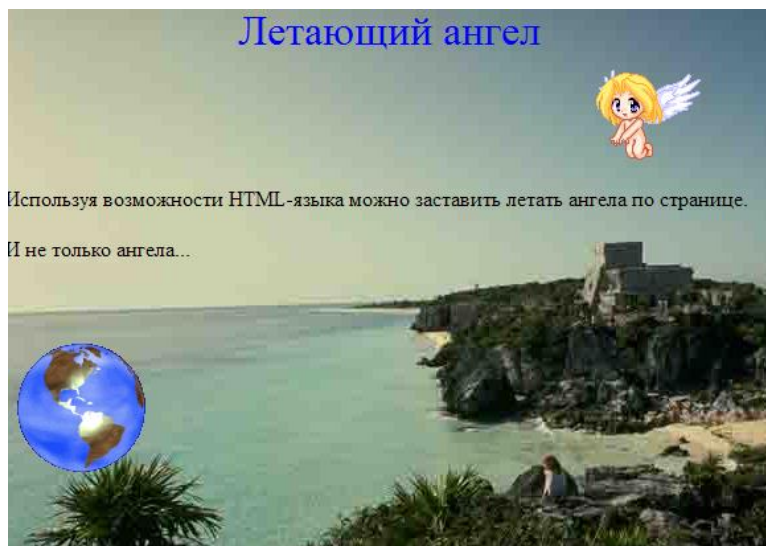 Летающий ангел
Используя возможности HTML-языка можно заставить летать ангела по странице.
И не только ангела...